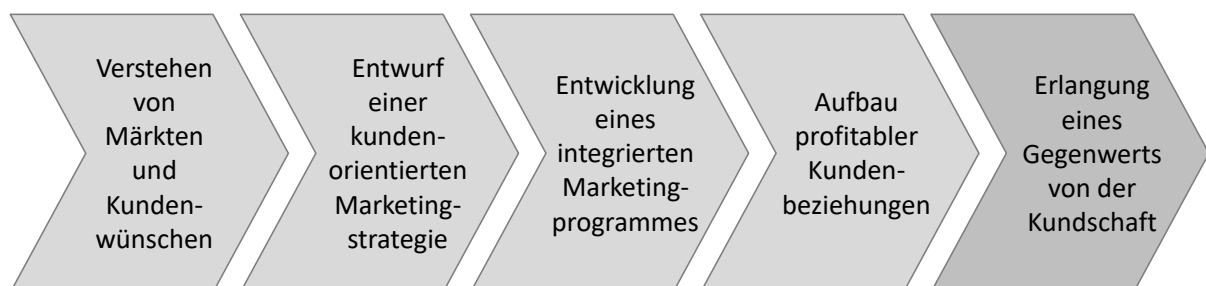 Verstehen
von
Märkten
und
Kunden-
wünschen
Entwurf
einer
kunden-
orientierten
Marketing-
strategie
Entwicklung
eines
integrierten
Marketing-
programmes
Aufbau
profitabler
Kunden-
beziehungen
Erlangung
eines
Gegenwerts
von der
Kundschaft